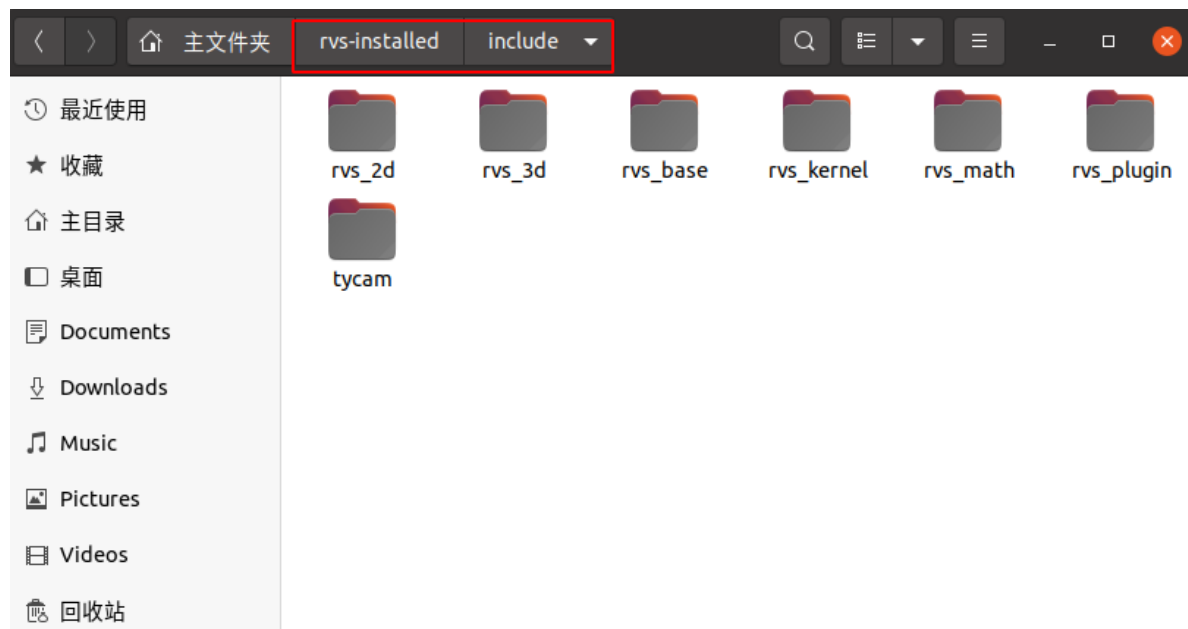 主文件夹 rvs-installed include
最近使用
收藏
主目录
桌面
Documents
Downloads
Music
Pictures
Videos
回收站
rvs_2d rvs_3d rvs_base rvs_kernel rvs_math rvs_plugin
tycam